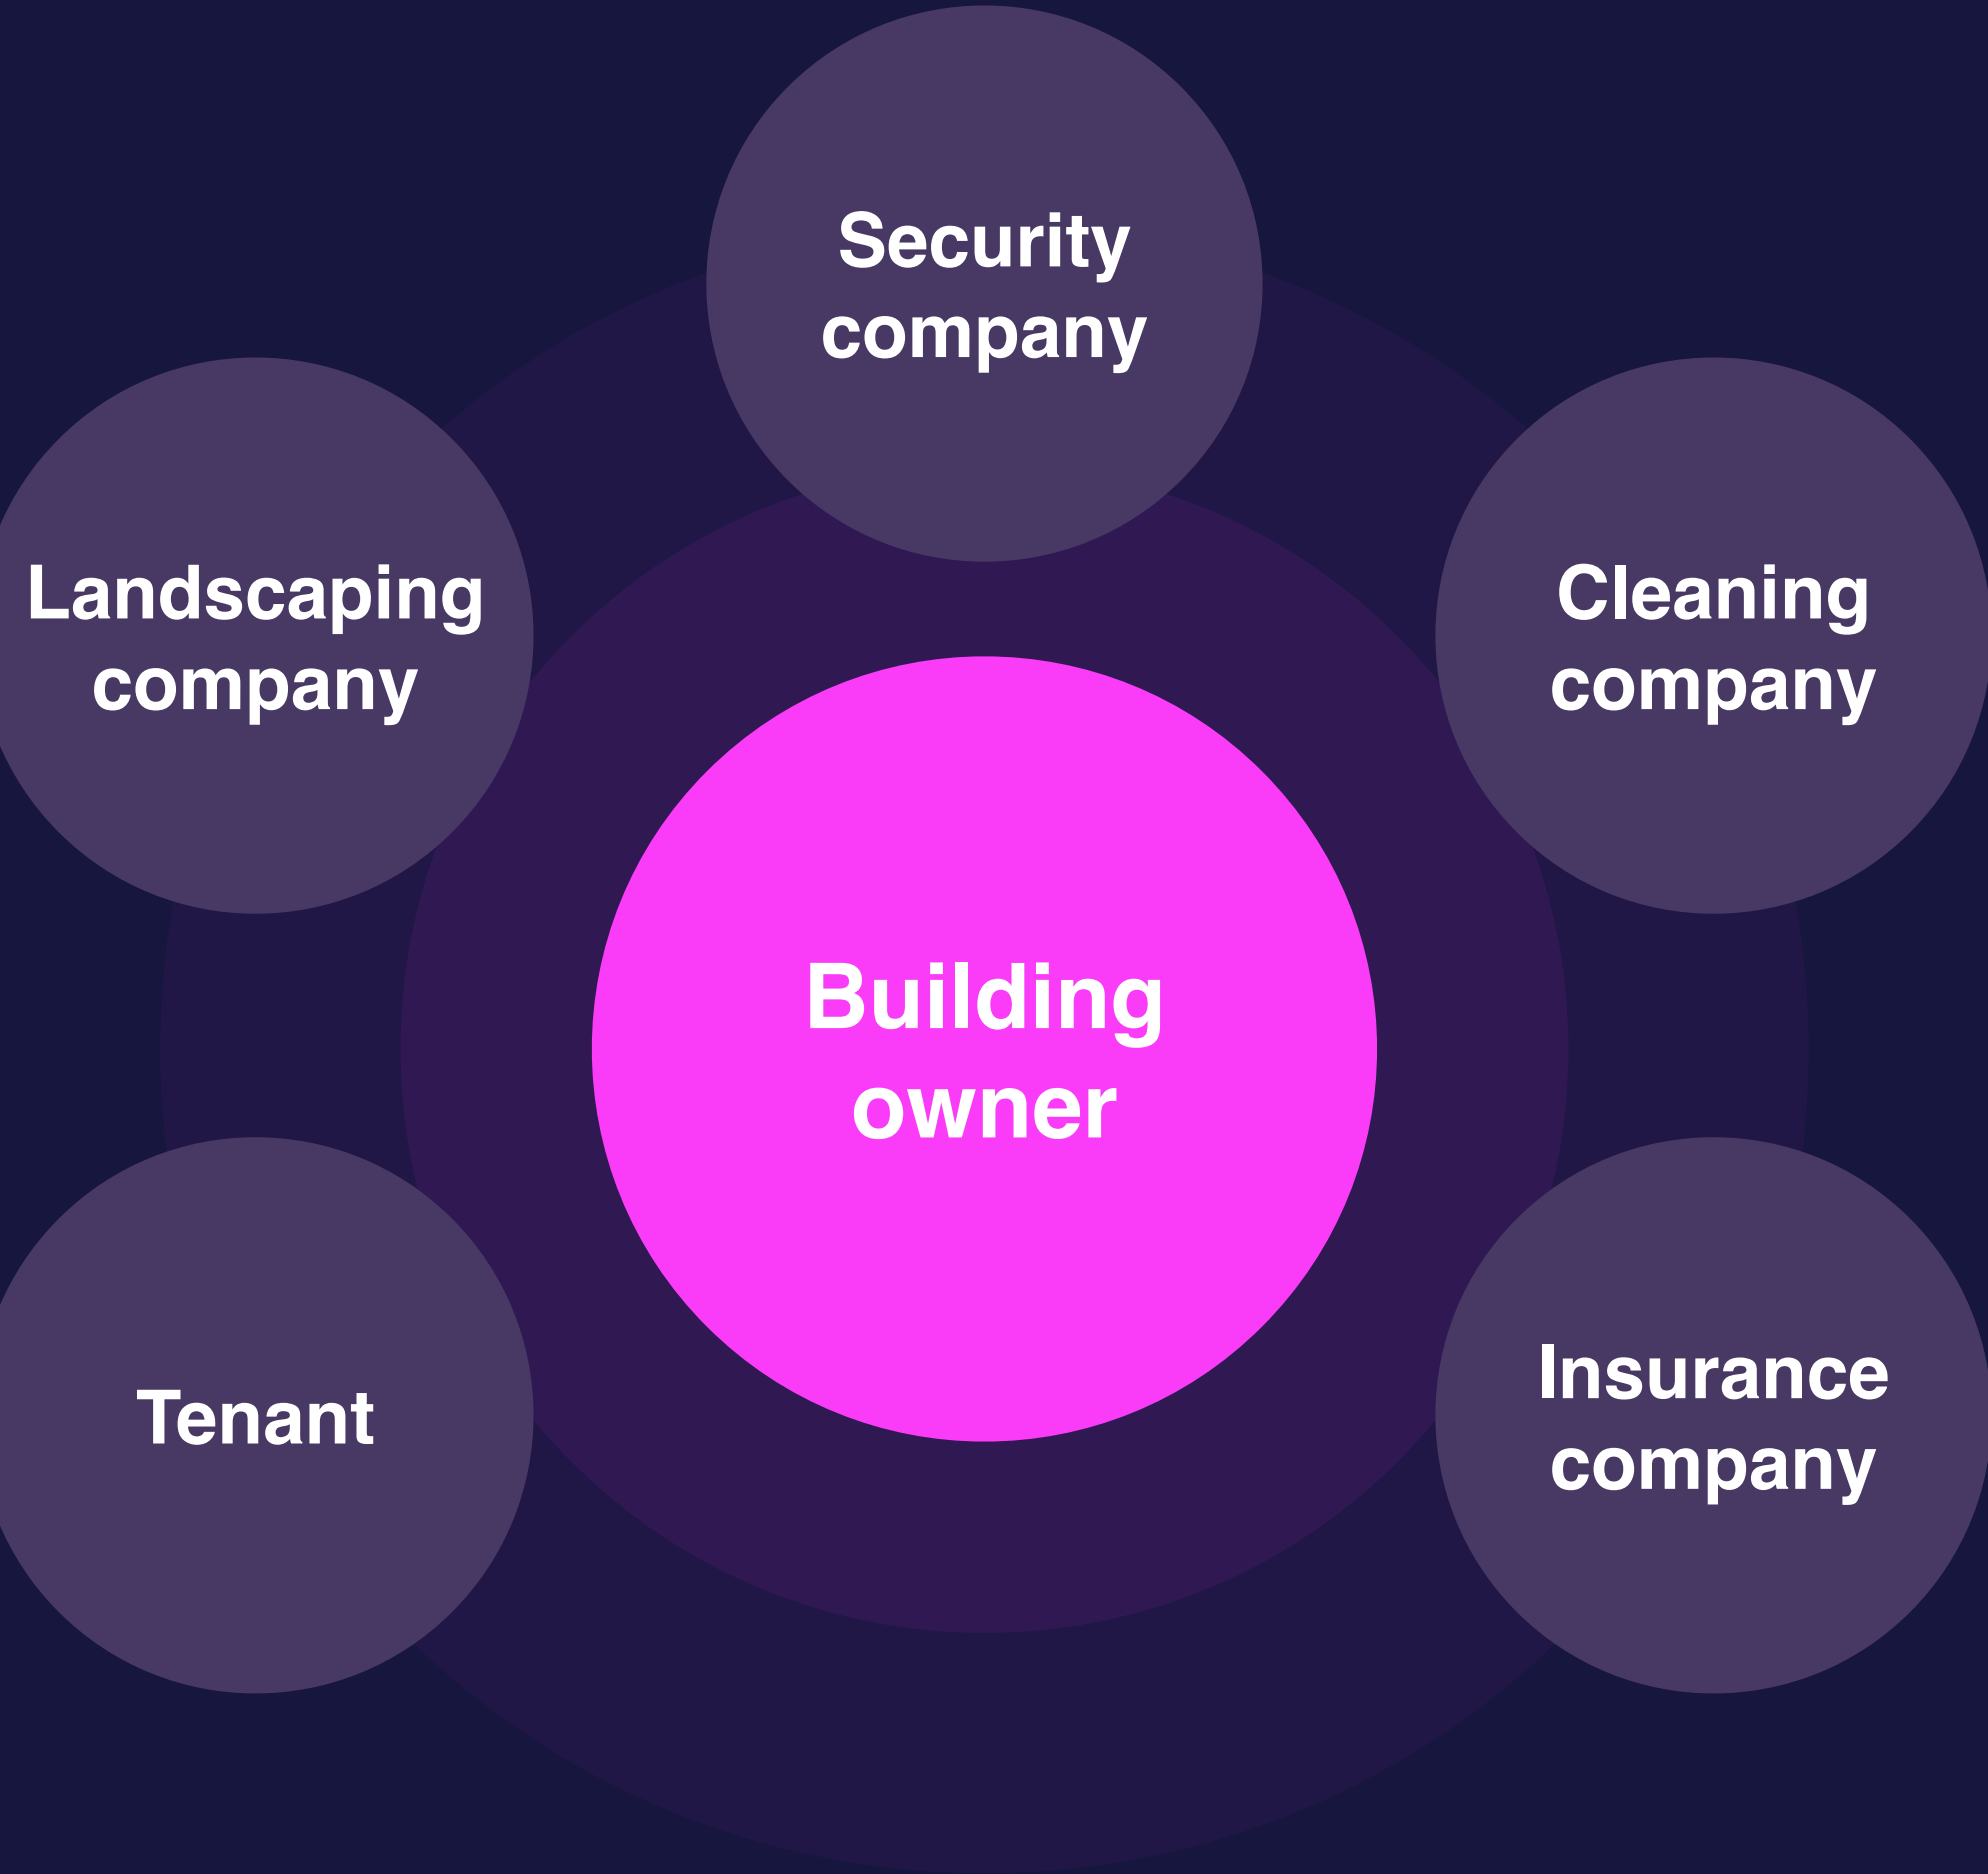 Security
company
Landscaping
company
Cleaning
company
Building
owner
Tenant
Insurance
company